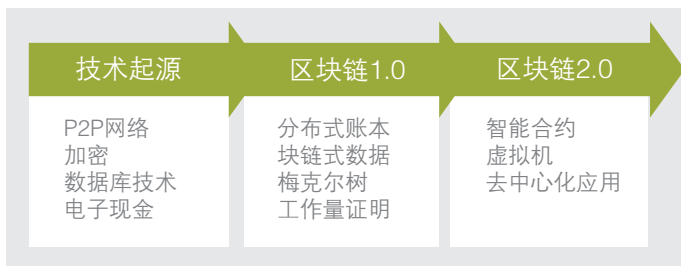 技术起源
P2P网络
加密
数据库技术
电子现金
区块链1.0
分布式账本
块链式数据
梅克尔树
工作量证明
区块链2.0
智能合约
虚拟机
去中心化应用